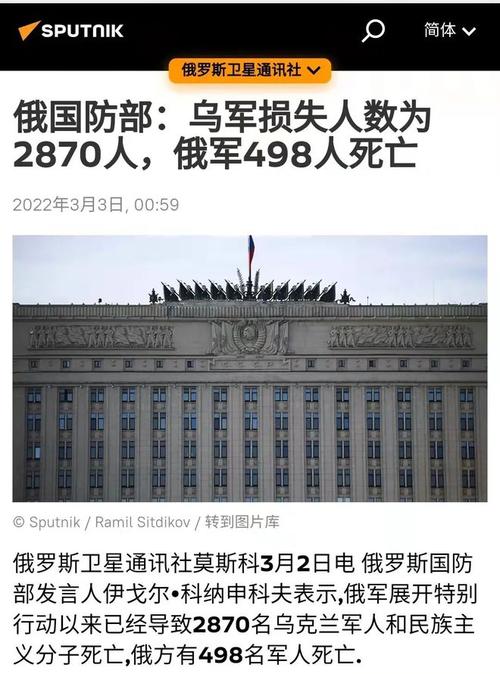 SPUTNIK
简体
俄罗斯卫星通讯社
俄国防部：乌军损失人数为
2870人，俄军498人死亡
2022年3月3日, 00:59
© Sputnik / Ramil Sitdikov / 转到图片库
俄罗斯卫星通讯社莫斯科3月2日电 俄罗斯国防
部发言人伊戈尔•科纳申科夫表示,俄军展开特别
行动以来已经导致2870名乌克兰军人和民族主
义分子死亡,俄方有498名军人死亡.